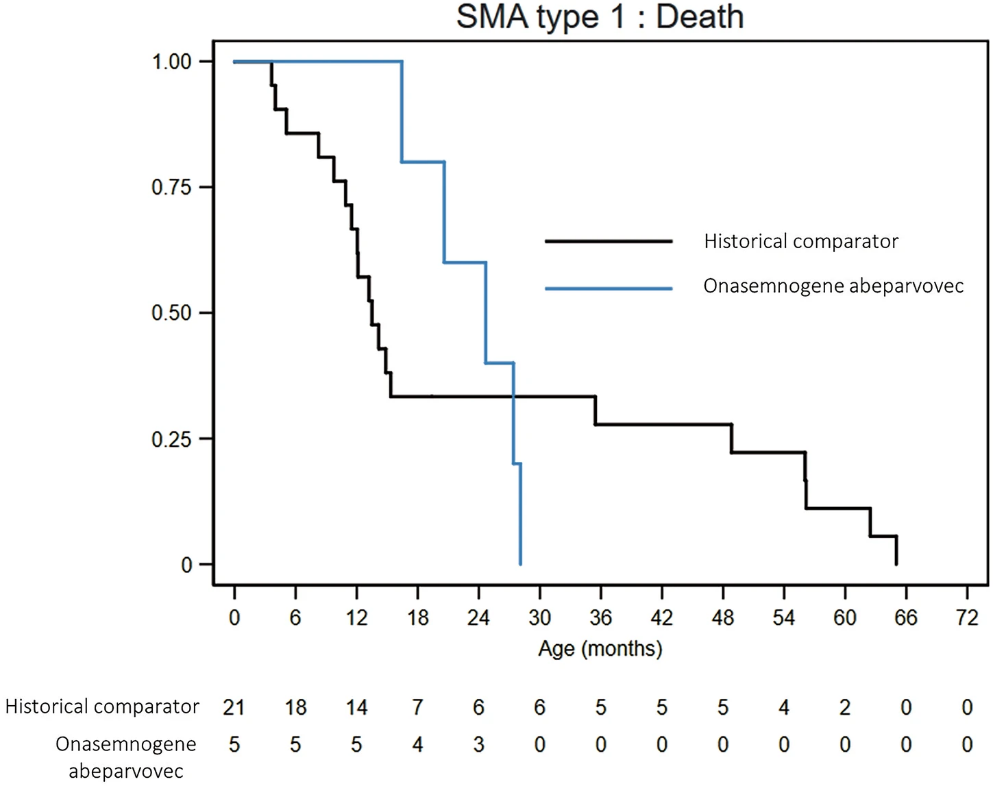 SMA type 1 : Death
1.00
0.75
0.50
0.25
0
Historical comparator
Onasemnogene abeparvovec
0 6 12 18 24 30 36 42 48 54 60 66 72
Age (months)
Historical comparator 21 18 14 7 6 6 5 5 5 4 2 0 0
Onasemnogene 5 5 5 4 3 0 0 0 0 0 0 0 0
abeparvovec